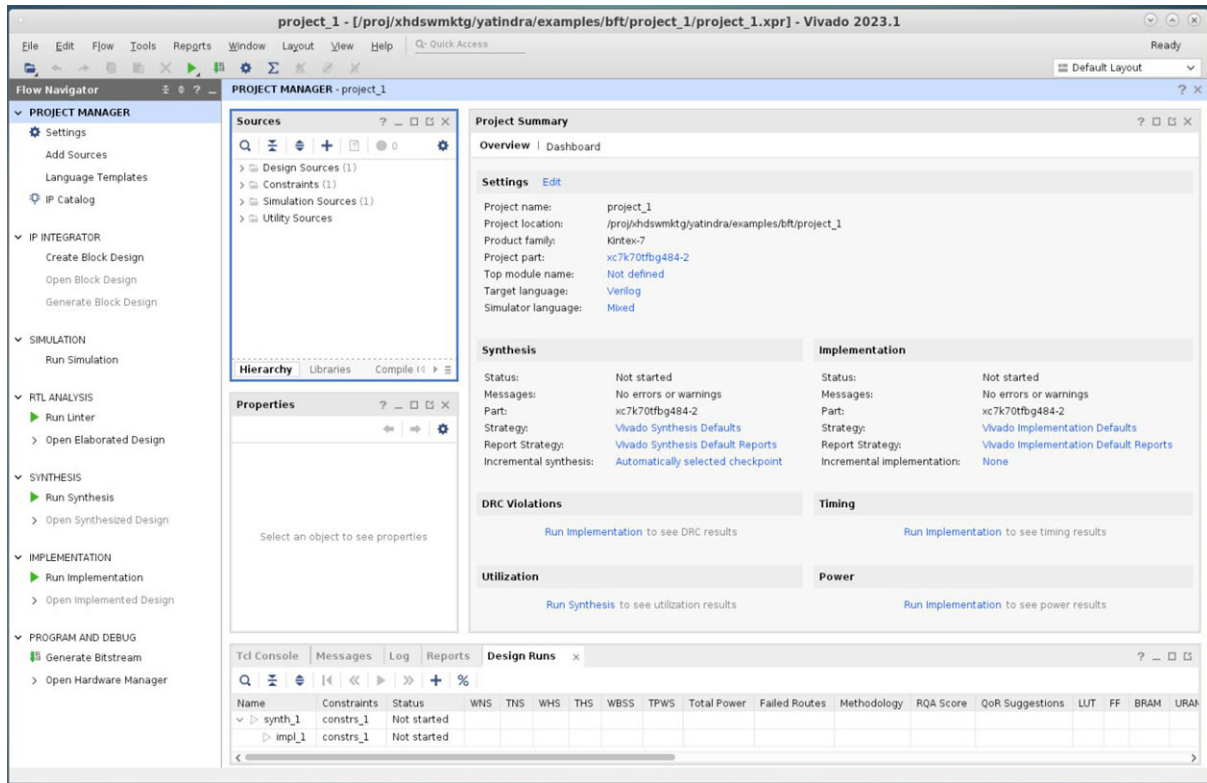 project_1 - [/proj/xhdswmktg/yatindra/examples/bft/project_1/project_1.xpr] - Vivado 2023.1
File Edit Flow Tools Reports Window Layout View Help Q- Quick Access Ready
Default Layout
Flow Navigator
PROJECT MANAGER
Settings
Add Sources
Language Templates
IP Catalog
IP INTEGRATOR
Create Block Design
Open Block Design
Generate Block Design
SIMULATION
Run Simulation
RTL ANALYSIS
Run Linter
Open Elaborated Design
SYNTHESIS
Run Synthesis
Open Synthesized Design
IMPLEMENTATION
Run Implementation
Open Implemented Design
PROGRAM AND DEBUG
Generate Bitstream
Open Hardware Manager
PROJECT MANAGER - project_1
Sources
0
Design Sources (1)
Constraints (1)
Simulation Sources (1)
Utility Sources
Hierarchy Libraries Compile
Properties
Select an object to see properties
Project Summary
Overview | Dashboard
Settings Edit
Project name: project_1
Project location: /proj/xhdswmktg/yatindra/examples/bft/project_1
Product family: Kintex-7
Project part: xc7k70tfbg484-2
Top module name: Not defined
Target language: Verilog
Simulator language: Mixed
Synthesis
Status: Not started
Messages: No errors or warnings
Part: xc7k70tfbg484-2
Strategy: Vivado Synthesis Defaults
Report Strategy: Vivado Synthesis Default Reports
Incremental synthesis: Automatically selected checkpoint
Implementation
Status: Not started
Messages: No errors or warnings
Part: xc7k70tfbg484-2
Strategy: Vivado Implementation Defaults
Report Strategy: Vivado Implementation Default Reports
Incremental implementation: None
DRC Violations
Run Implementation to see DRC results
Timing
Run Implementation to see timing results
Utilization
Run Synthesis to see utilization results
Power
Run Implementation to see power results
Tcl Console Messages Log Reports Design Runs
Name Constraints Status WNS TNS WHS THS WBSS TPWS Total Power Failed Routes Methodology RQA Score QoR Suggestions LUT FF BRAM URAM
synth_1 constrs_1 Not started
impl_1 constrs_1 Not started